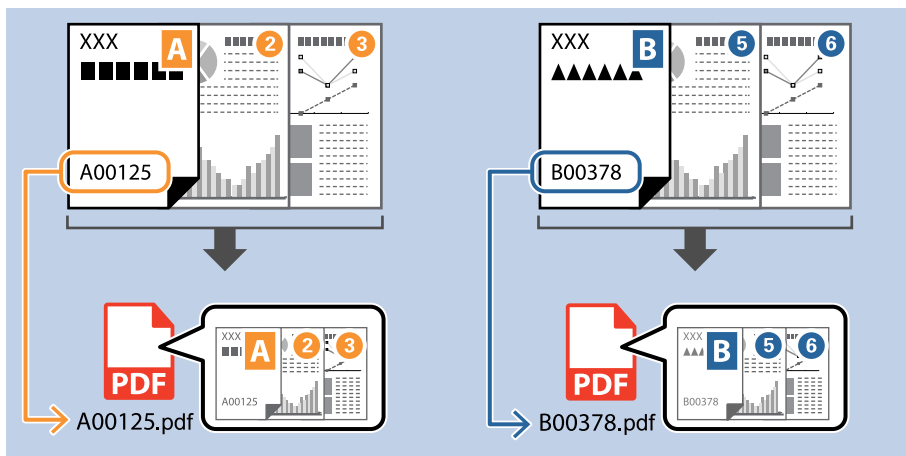 XXX
A
2
3
A00125
XXX
B
5
6
B00378
PDF
XXX
A
2
3
A00125
A00125.pdf
PDF
XXX
B
5
6
B00378
B00378.pdf